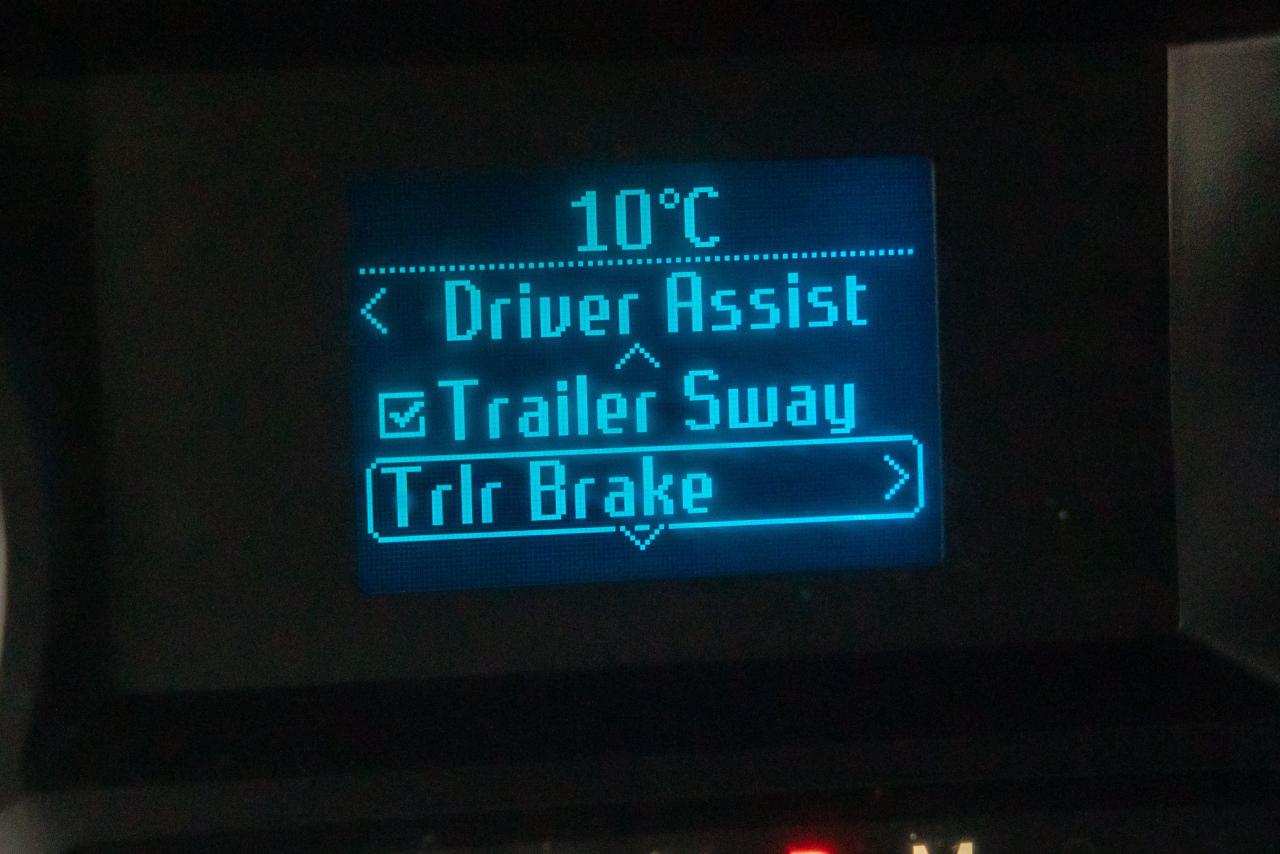 10°C
< Driver Assist
Trailer Sway
Trlr Brake >
M